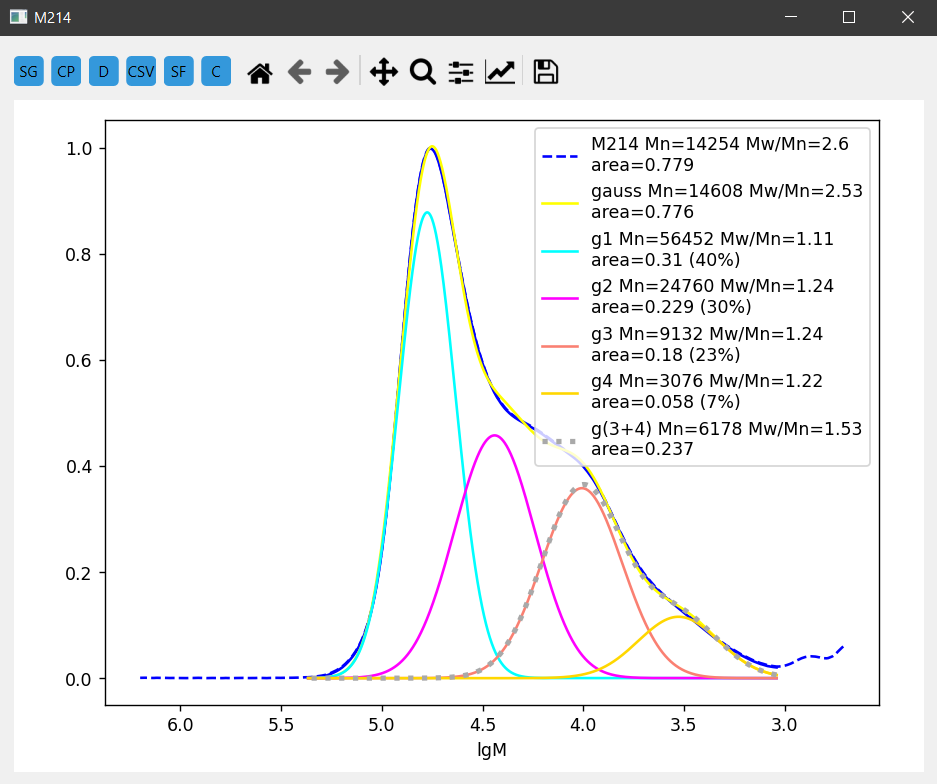 M214
SG CP D CSV SF C
M214 Mn=14254 Mw/Mn=2.6
area=0.779
gauss Mn=14608 Mw/Mn=2.53
area=0.776
g1 Mn=56452 Mw/Mn=1.11
area=0.31 (40%)
g2 Mn=24760 Mw/Mn=1.24
area=0.229 (30%)
g3 Mn=9132 Mw/Mn=1.24
area=0.18 (23%)
g4 Mn=3076 Mw/Mn=1.22
area=0.058 (7%)
g(3+4) Mn=6178 Mw/Mn=1.53
area=0.237
1.0
0.8
0.6
0.4
0.2
0.0
6.0 5.5 5.0 4.5 4.0 3.5 3.0
lgM